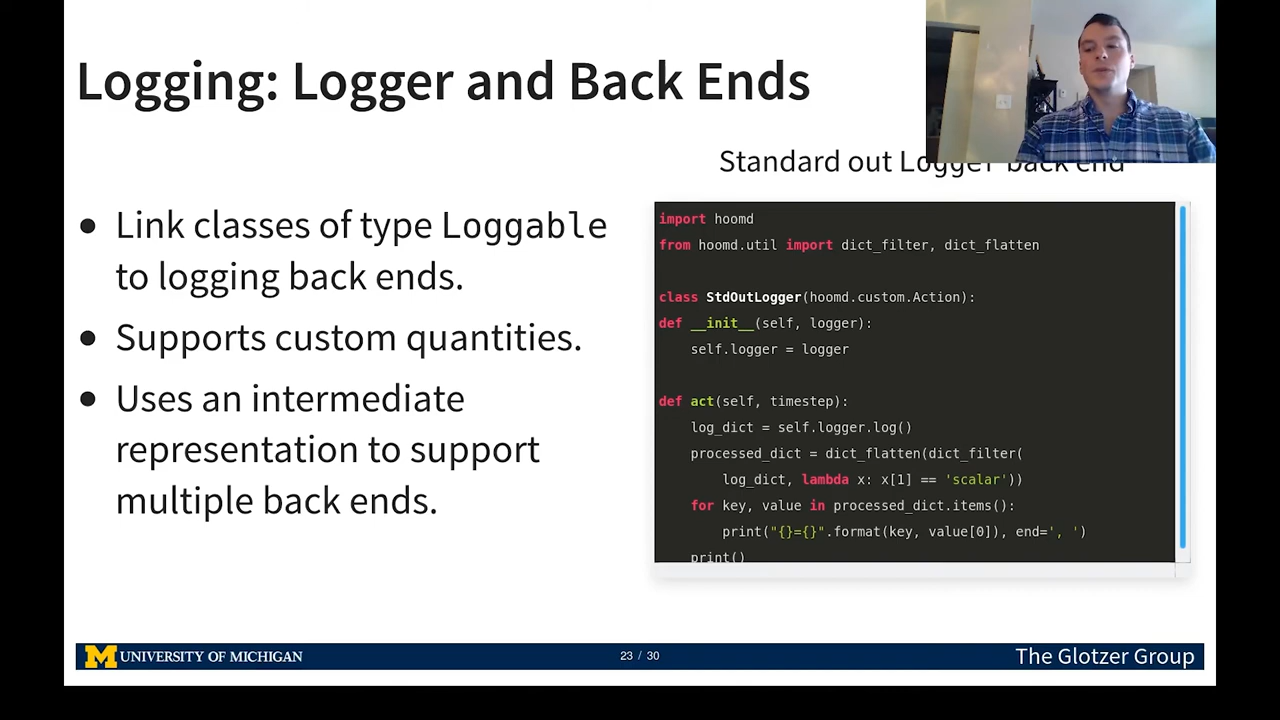 Logging: Logger and Back Ends
Standard out Logger back end
• Link classes of type Loggable
to logging back ends.
• Supports custom quantities.
• Uses an intermediate
representation to support
multiple back ends.
import hoomd
from hoomd.util import dict_filter, dict_flatten
class StdOutLogger(hoomd.custom.Action):
def __init__(self, logger):
    self.logger = logger
def act(self, timestep):
    log_dict = self.logger.log()
    processed_dict = dict_flatten(dict_filter(
        log_dict, lambda x: x[1] == 'scalar'))
    for key, value in processed_dict.items():
        print("{}={}".format(key, value[0]), end=', ')
    print()
M UNIVERSITY OF MICHIGAN
23 / 30
The Glotzer Group